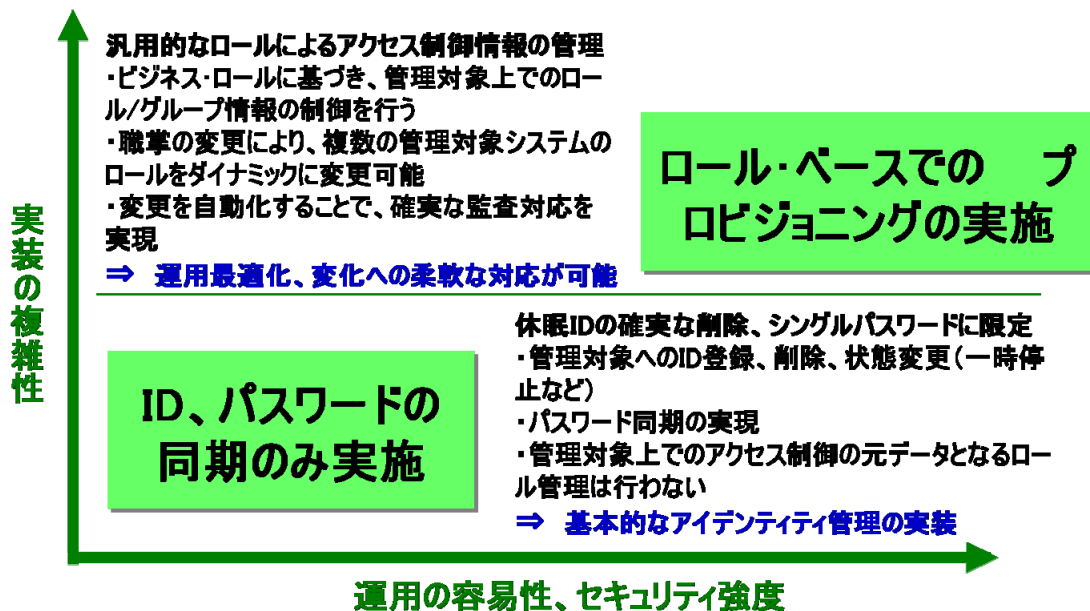 汎用的なロールによるアクセス制御情報の管理
・ビジネス・ロールに基づき、管理対象上でのロー
ル/グループ情報の制御を行う
・職掌の変更により、複数の管理対象システムの
ロールをダイナミックに変更可能
・変更を自動化することで、確実な監査対応を
実現
⇒ 運用最適化、変化への柔軟な対応が可能
ロール・ベースでの プ
ロビジョニングの実施
実装の複雑性
ID、パスワードの
同期のみ実施
休眠IDの確実な削除、シングルパスワードに限定
・管理対象へのID登録、削除、状態変更（一時停
止など）
・パスワード同期の実現
・管理対象上でのアクセス制御の元データとなるロー
ル管理は行わない
⇒ 基本的なアイデンティティ管理の実装
運用の容易性、セキュリティ強度